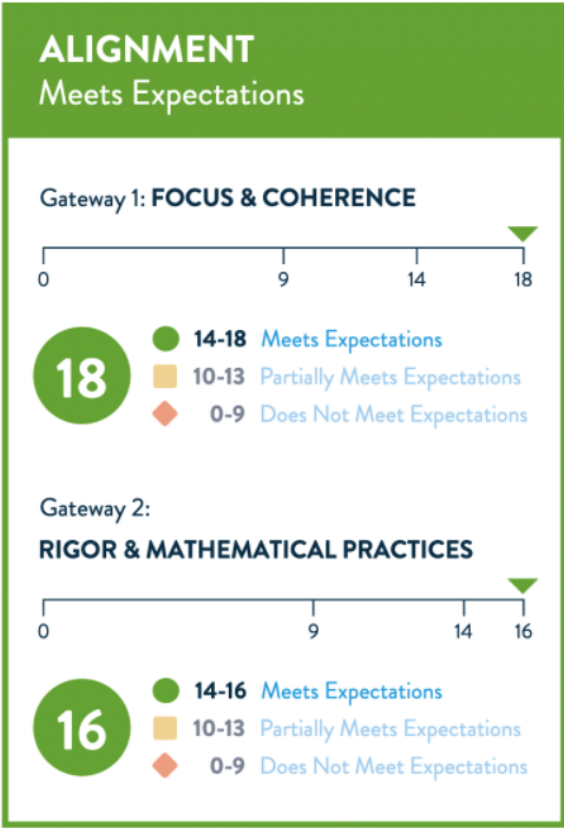 ALIGNMENT
Meets Expectations
Gateway 1: FOCUS & COHERENCE
0 9 14 18
18
14-18 Meets Expectations
10-13 Partially Meets Expectations
0-9 Does Not Meet Expectations
Gateway 2:
RIGOR & MATHEMATICAL PRACTICES
0 9 14 16
16
14-16 Meets Expectations
10-13 Partially Meets Expectations
0-9 Does Not Meet Expectations